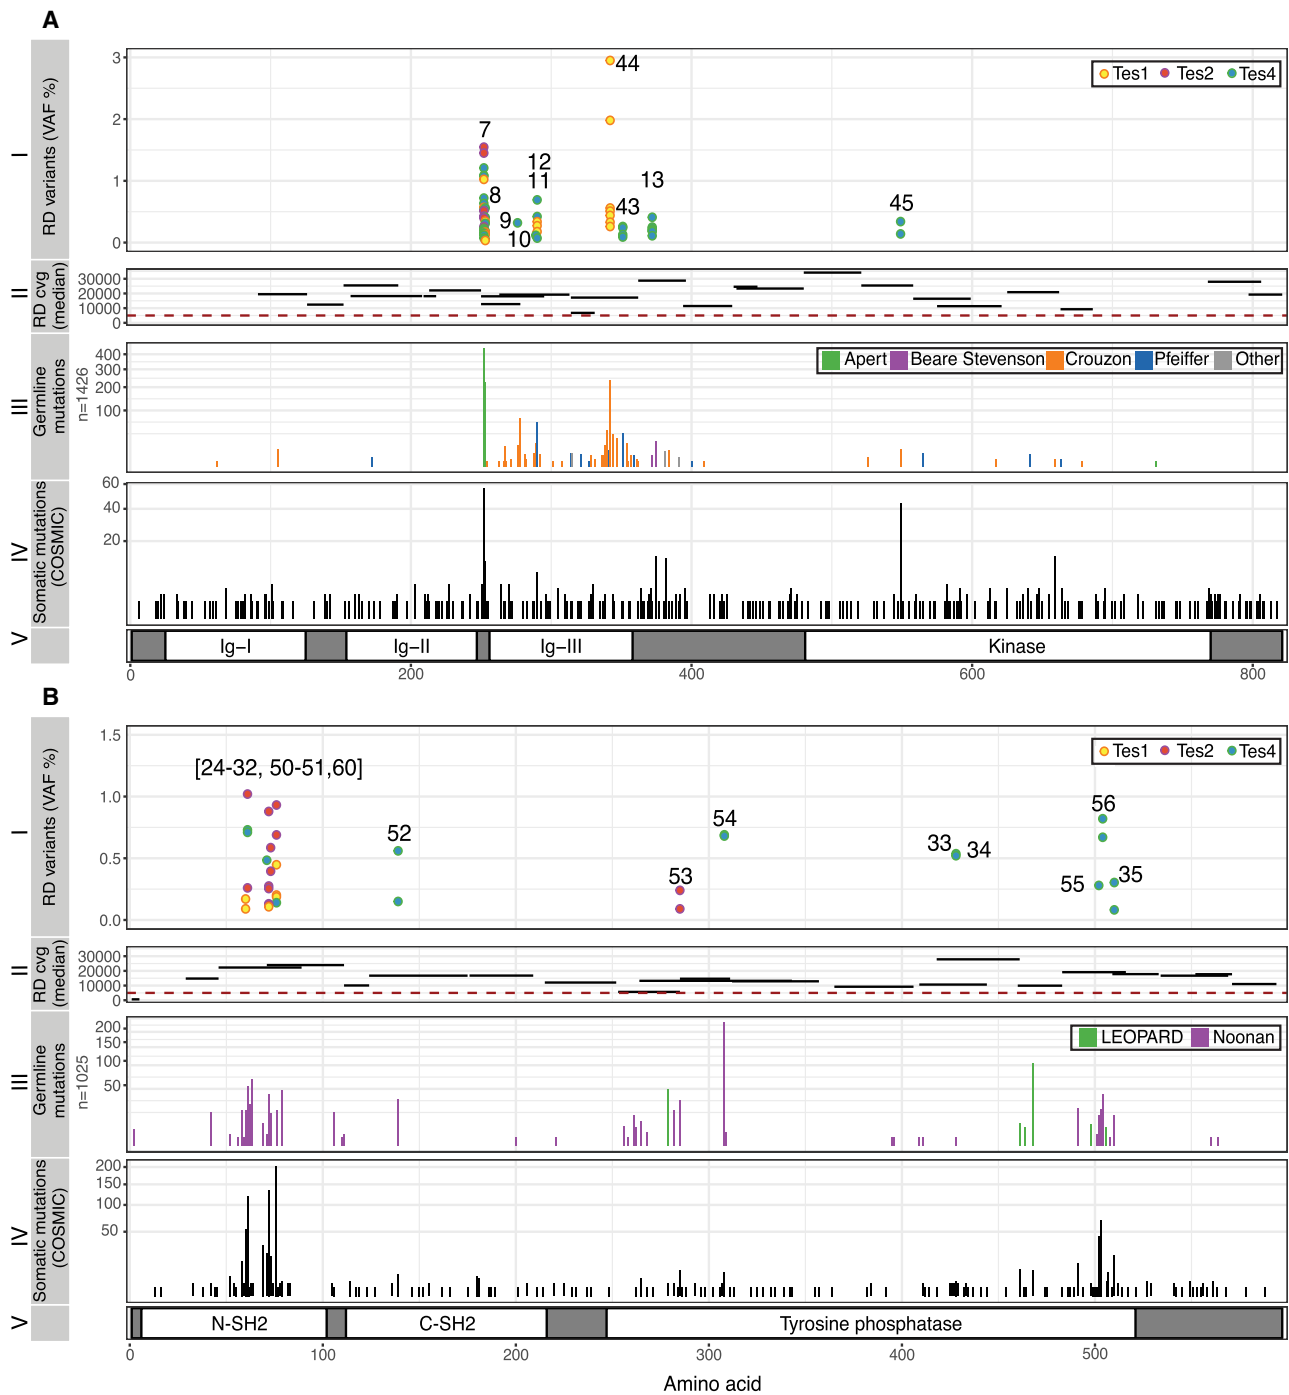 A
I
RD variants (VAF %)
3
2
1
0
7
8
9
10
12
11
44
43
13
45
Tes1 Tes2 Tes4
II
RD cvg
(median)
30000
20000
10000
0
III
Germline
mutations
n=1426
400
300
200
100
Apert Beare Stevenson Crouzon Pfeiffer Other
IV
Somatic mutations
(COSMIC)
60
40
20
V
Ig–I Ig–II Ig–III Kinase
0 200 400 600 800
B
I
RD variants (VAF %)
1.5
1.0
0.5
0.0
[24-32, 50-51,60]
52
53
54
33
34
56
55
35
Tes1 Tes2 Tes4
II
RD cvg
(median)
30000
20000
10000
0
III
Germline
mutations
n=1025
200
150
100
50
LEOPARD Noonan
IV
Somatic mutations
(COSMIC)
200
150
100
50
V
N-SH2 C-SH2 Tyrosine phosphatase
0 100 200 300 400 500
Amino acid